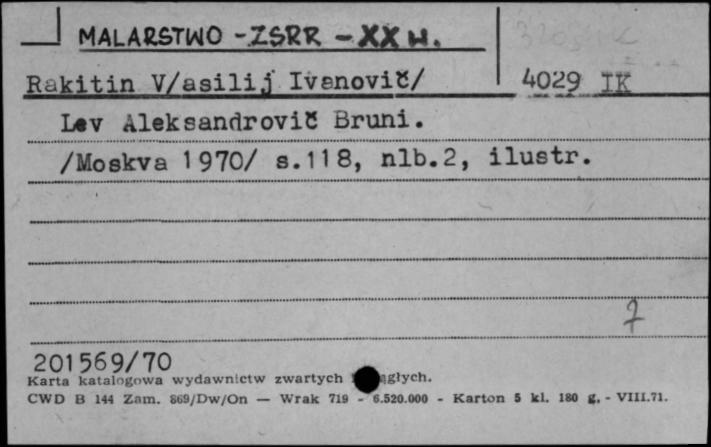 MALARSTWO - ZSRR - XX w.
Rakitin V/asilij Ivanovič/ 4029 IK
Lev Aleksandrovič Bruni.
/Moskva 1970/ s.118, nlb.2, ilustr.
7
201569/70
Karta katalogowa wydawnictw zwartych
CWD B 144 Zam. 869/Dw/On — Wrak 719 - 6.520.000 - Karton 5 kl. 180 g. - VIII.71.